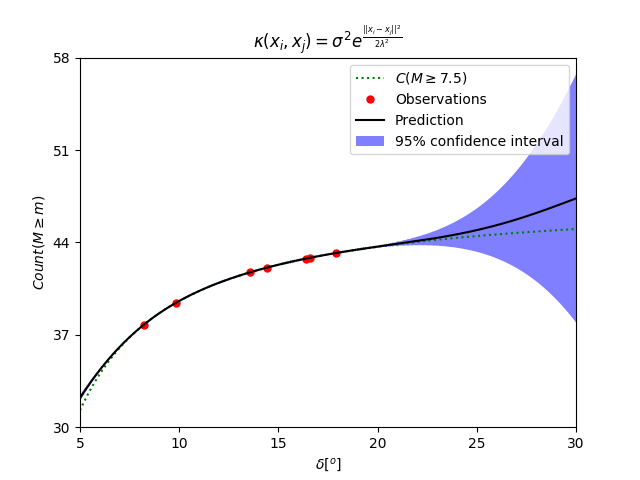 κ(x_i, x_j) = σ²e^{\frac{||x_i − x_j||²}{2λ²}}
C(M ≥ 7.5)
Observations
Prediction
95% confidence interval
58
51
44
37
30
Count(M ≥ m)
5 10 15 20 25 30
δ[°]